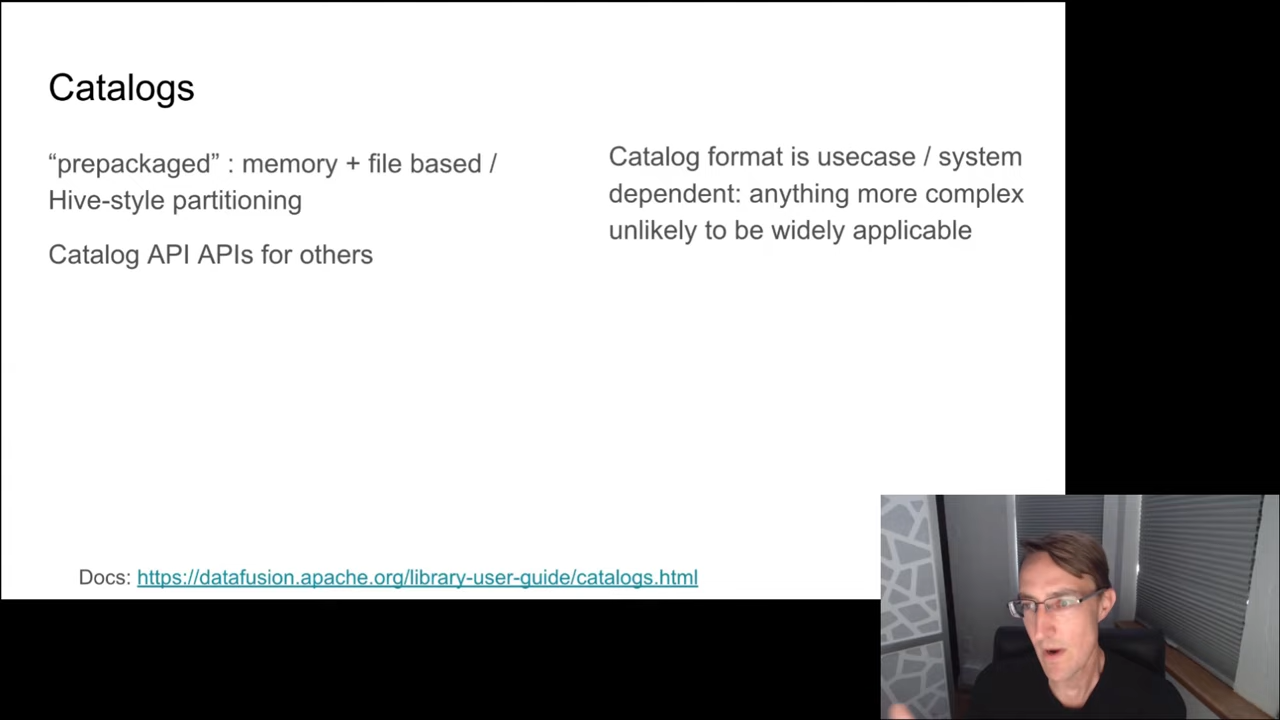 Catalogs
“prepackaged” : memory + file based /
Hive-style partitioning
Catalog API APIs for others
Catalog format is usecase / system
dependent: anything more complex
unlikely to be widely applicable
Docs: https://datafusion.apache.org/library-user-guide/catalogs.html